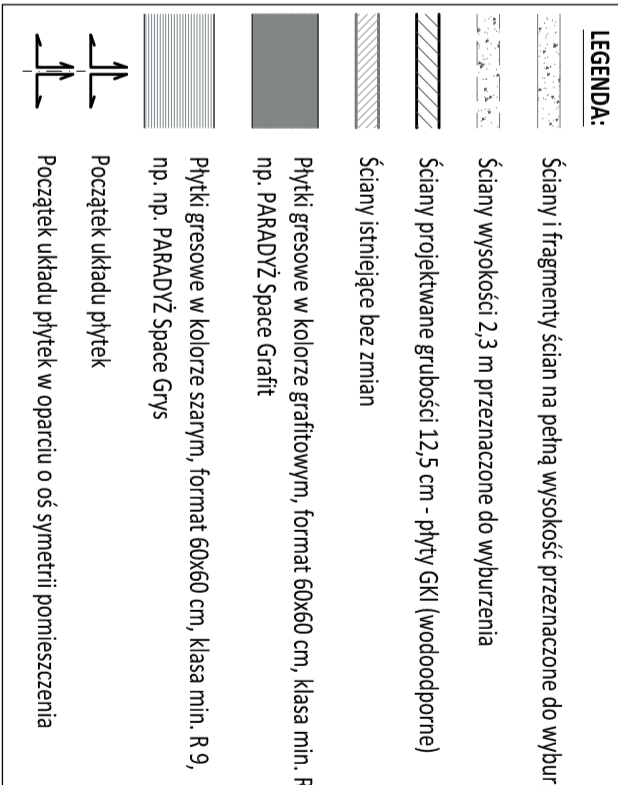 LEGENDA:
Ściany i fragmenty ścian na pełną wysokość przeznaczone do wybur
Ściany wysokości 2,3 m przeznaczone do wyburzenia
Ściany projektwane grubości 12,5 cm - płyty GKI (wodoodporne)
Ściany istniejące bez zmian
Płytki gresowe w kolorze grafitowym, format 60x60 cm, klasa min. R
np. PARADYŻ Space Grafit
Płytki gresowe w kolorze szarym, format 60x60 cm, klasa min. R 9,
np. np. PARADYŻ Space Grys
Początek układu płytek
Początek układu płytek w oparciu o oś symetrii pomieszczenia